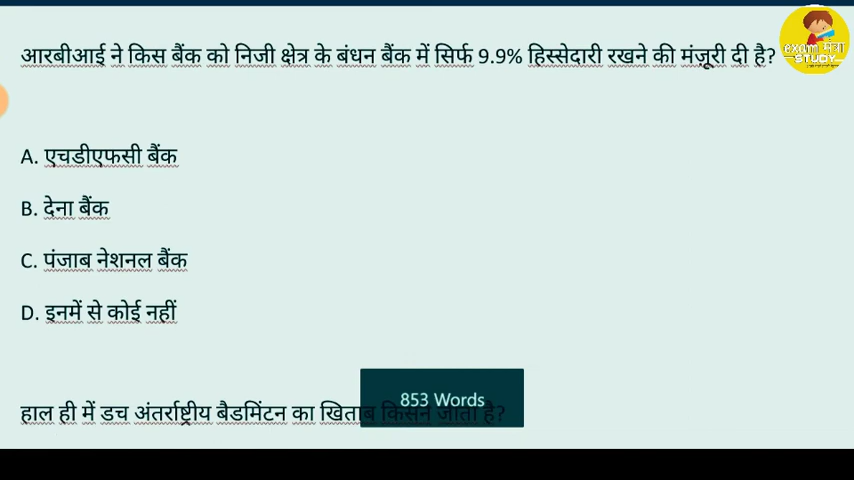 आरबीआई ने किस बैंक को निजी क्षेत्र के बंधन बैंक में सिर्फ 9.9% हिस्सेदारी रखने की मंजूरी दी है?
exam मंत्रा
STUDY
A. एचडीएफसी बैंक
B. देना बैंक
C. पंजाब नेशनल बैंक
D. इनमें से कोई नहीं
853 Words
हाल ही में डच अंतर्राष्ट्रीय बैडमिंटन का खिताब किसने जीता है?